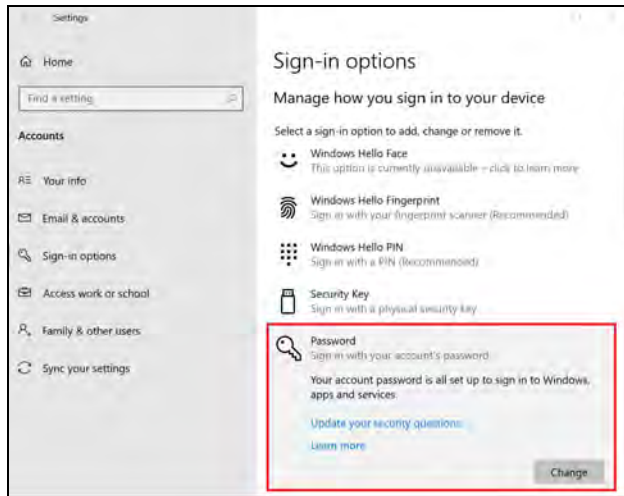 Settings
Home
Find a setting
Accounts
Your info
Email & accounts
Sign-in options
Access work or school
Family & other users
Sync your settings
Sign-in options
Manage how you sign in to your device
Select a sign-in option to add, change or remove it.
Windows Hello Face
This option is currently unavailable – click to learn more
Windows Hello Fingerprint
Sign in with your fingerprint scanner (Recommended)
Windows Hello PIN
Sign in with a PIN (Recommended)
Security Key
Sign in with a physical security key
Password
Sign in with your account's password
Your account password is all set up to sign in to Windows,
apps and services.
Update your security questions
Learn more
Change